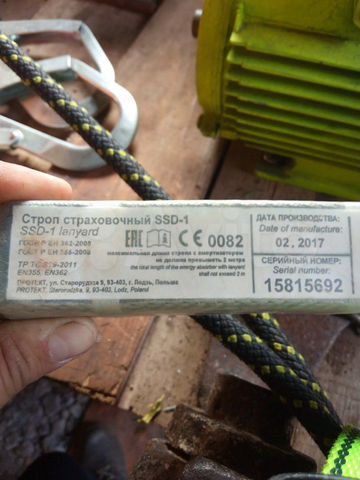 Строп страховочный SSD-1
SSD-1 lanyard
ГОСТ Р ЕН 362-2008
ГОСТ Р ЕН 355-2008
ТР ТС 019-2011
EN355, EN362
PROTEKT, ул. Старорудзка 9, 93-403, г. Лодзь, Польша
PROTEKT, Starorudzka 9, 93-403, Lodz, Poland
EAC CE 0082
длина стропа с амортизатором
не должна превышать 2 метра
the total length of the energy absorber with lanyard
shall not exceed 2 m
ДАТА ПРОИЗВОДСТВА:
Date of manufacture:
02.2017
СЕРИЙНЫЙ НОМЕР:
Serial number:
15815692